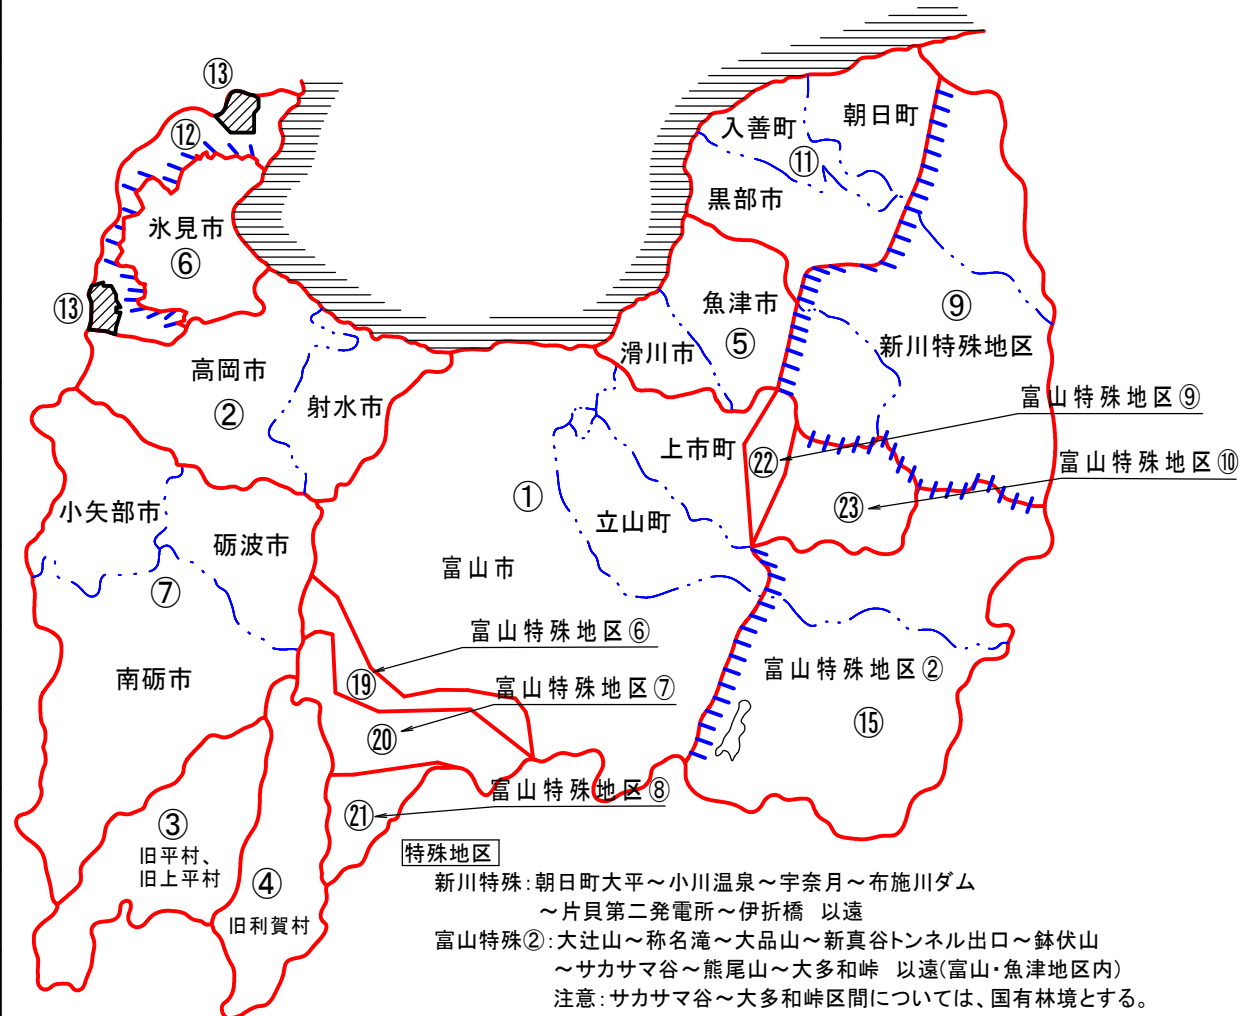 ⑬
朝日町
入善町
⑫
⑪
黒部市
氷見市
⑥
⑬
魚津市
⑨
⑤
新川特殊地区
滑川市
高岡市
富山特殊地区⑨
②
射水市
上市町
㉒
富山特殊地区⑩
①
㉓
小矢部市
立山町
砺波市
富山市
⑦
富山特殊地区⑥
富山特殊地区②
南砺市
⑲
富山特殊地区⑦
⑮
⑳
富山特殊地区⑧
㉑
③
旧平村、
旧上平村
④
旧利賀村
特殊地区
新川特殊:朝日町大平～小川温泉～宇奈月～布施川ダム
～片貝第二発電所～伊折橋 以遠
富山特殊②:大辻山～称名滝～大品山～新真谷トンネル出口～鉢伏山
～サカサマ谷～熊尾山～大多和峠 以遠(富山・魚津地区内)
注意:サカサマ谷～大多和峠区間については、国有林境とする。